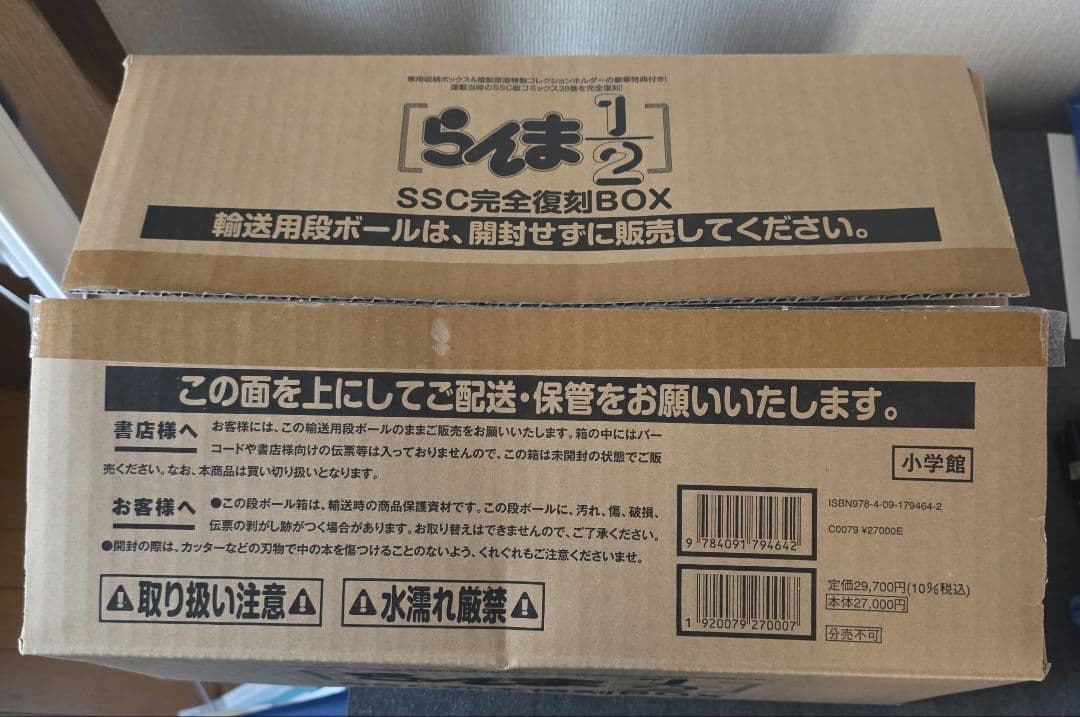 専用収納ボックス&複製原画特製コレクションホルダーの豪華特典付き!
連載当時のSSC版コミックス38巻を完全復刻!
[らんま1/2]
SSC完全復刻BOX
輸送用段ボールは、開封せずに販売してください。
この面を上にしてご配送・保管をお願いいたします。
書店様へ お客様には、この輸送用段ボールのままご販売をお願いいたします。箱の中にはバー
コードや書店様向けの伝票等は入っておりませんので、この箱は未開封の状態でご販
売ください。なお、本商品は買い切り扱いとなります。
お客様へ ●この段ボール箱は、輸送時の商品保護資材です。この段ボールに、汚れ、傷、破損、
伝票の剥がし跡がつく場合があります。お取り替えはできませんので、ご了承ください。
●開封の際は、カッターなどの刃物で中の本を傷つけることのないよう、くれぐれもご注意くださいませ。
⚠取り扱い注意⚠
⚠水濡れ厳禁⚠
小学館
9 784091 794642
ISBN978-4-09-179464-2
C0079 ¥27000E
1 920079 270007
定価29,700円(10%税込)
本体27,000円
分売不可